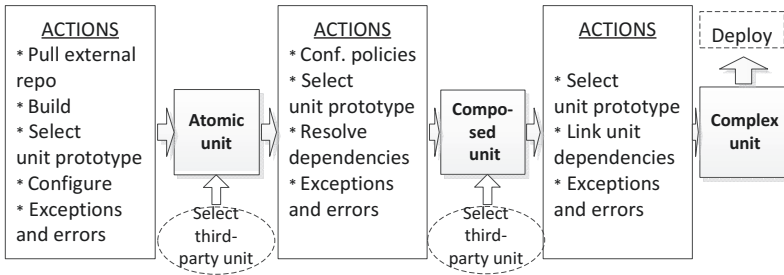 ACTIONS
* Pull external
repo
* Build
* Select
unit prototype
* Configure
* Exceptions
and errors
Atomic
unit
Select
third-
party unit
ACTIONS
* Conf. policies
* Select
unit prototype
* Resolve
dependencies
* Exceptions
and errors
Compo-
sed
unit
Select
third-
party unit
ACTIONS
* Select
unit prototype
* Link unit
dependencies
* Exceptions
and errors
Deploy
Complex
unit